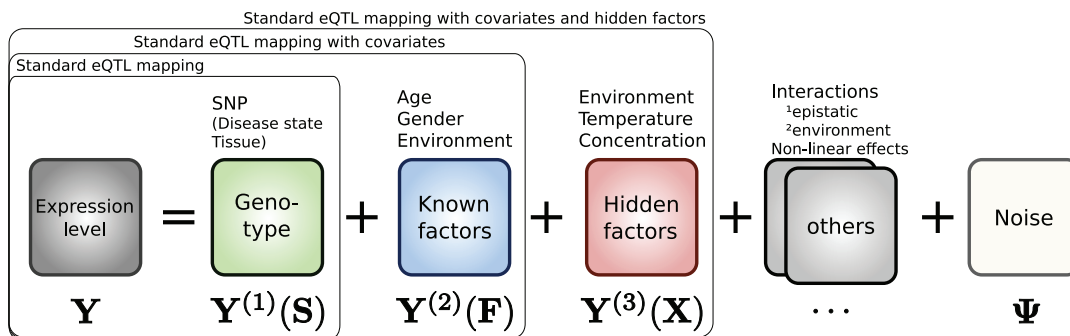 Standard eQTL mapping with covariates and hidden factors
Standard eQTL mapping with covariates
Standard eQTL mapping
SNP
(Disease state
Tissue)
Age
Gender
Environment
Environment
Temperature
Concentration
Interactions
¹epistatic
²environment
Non-linear effects
Expression
level
=
Geno-
type
+
Known
factors
+
Hidden
factors
+
others
+
Noise
Y
Y⁽¹⁾(S)
Y⁽²⁾(F)
Y⁽³⁾(X)
...
Ψ